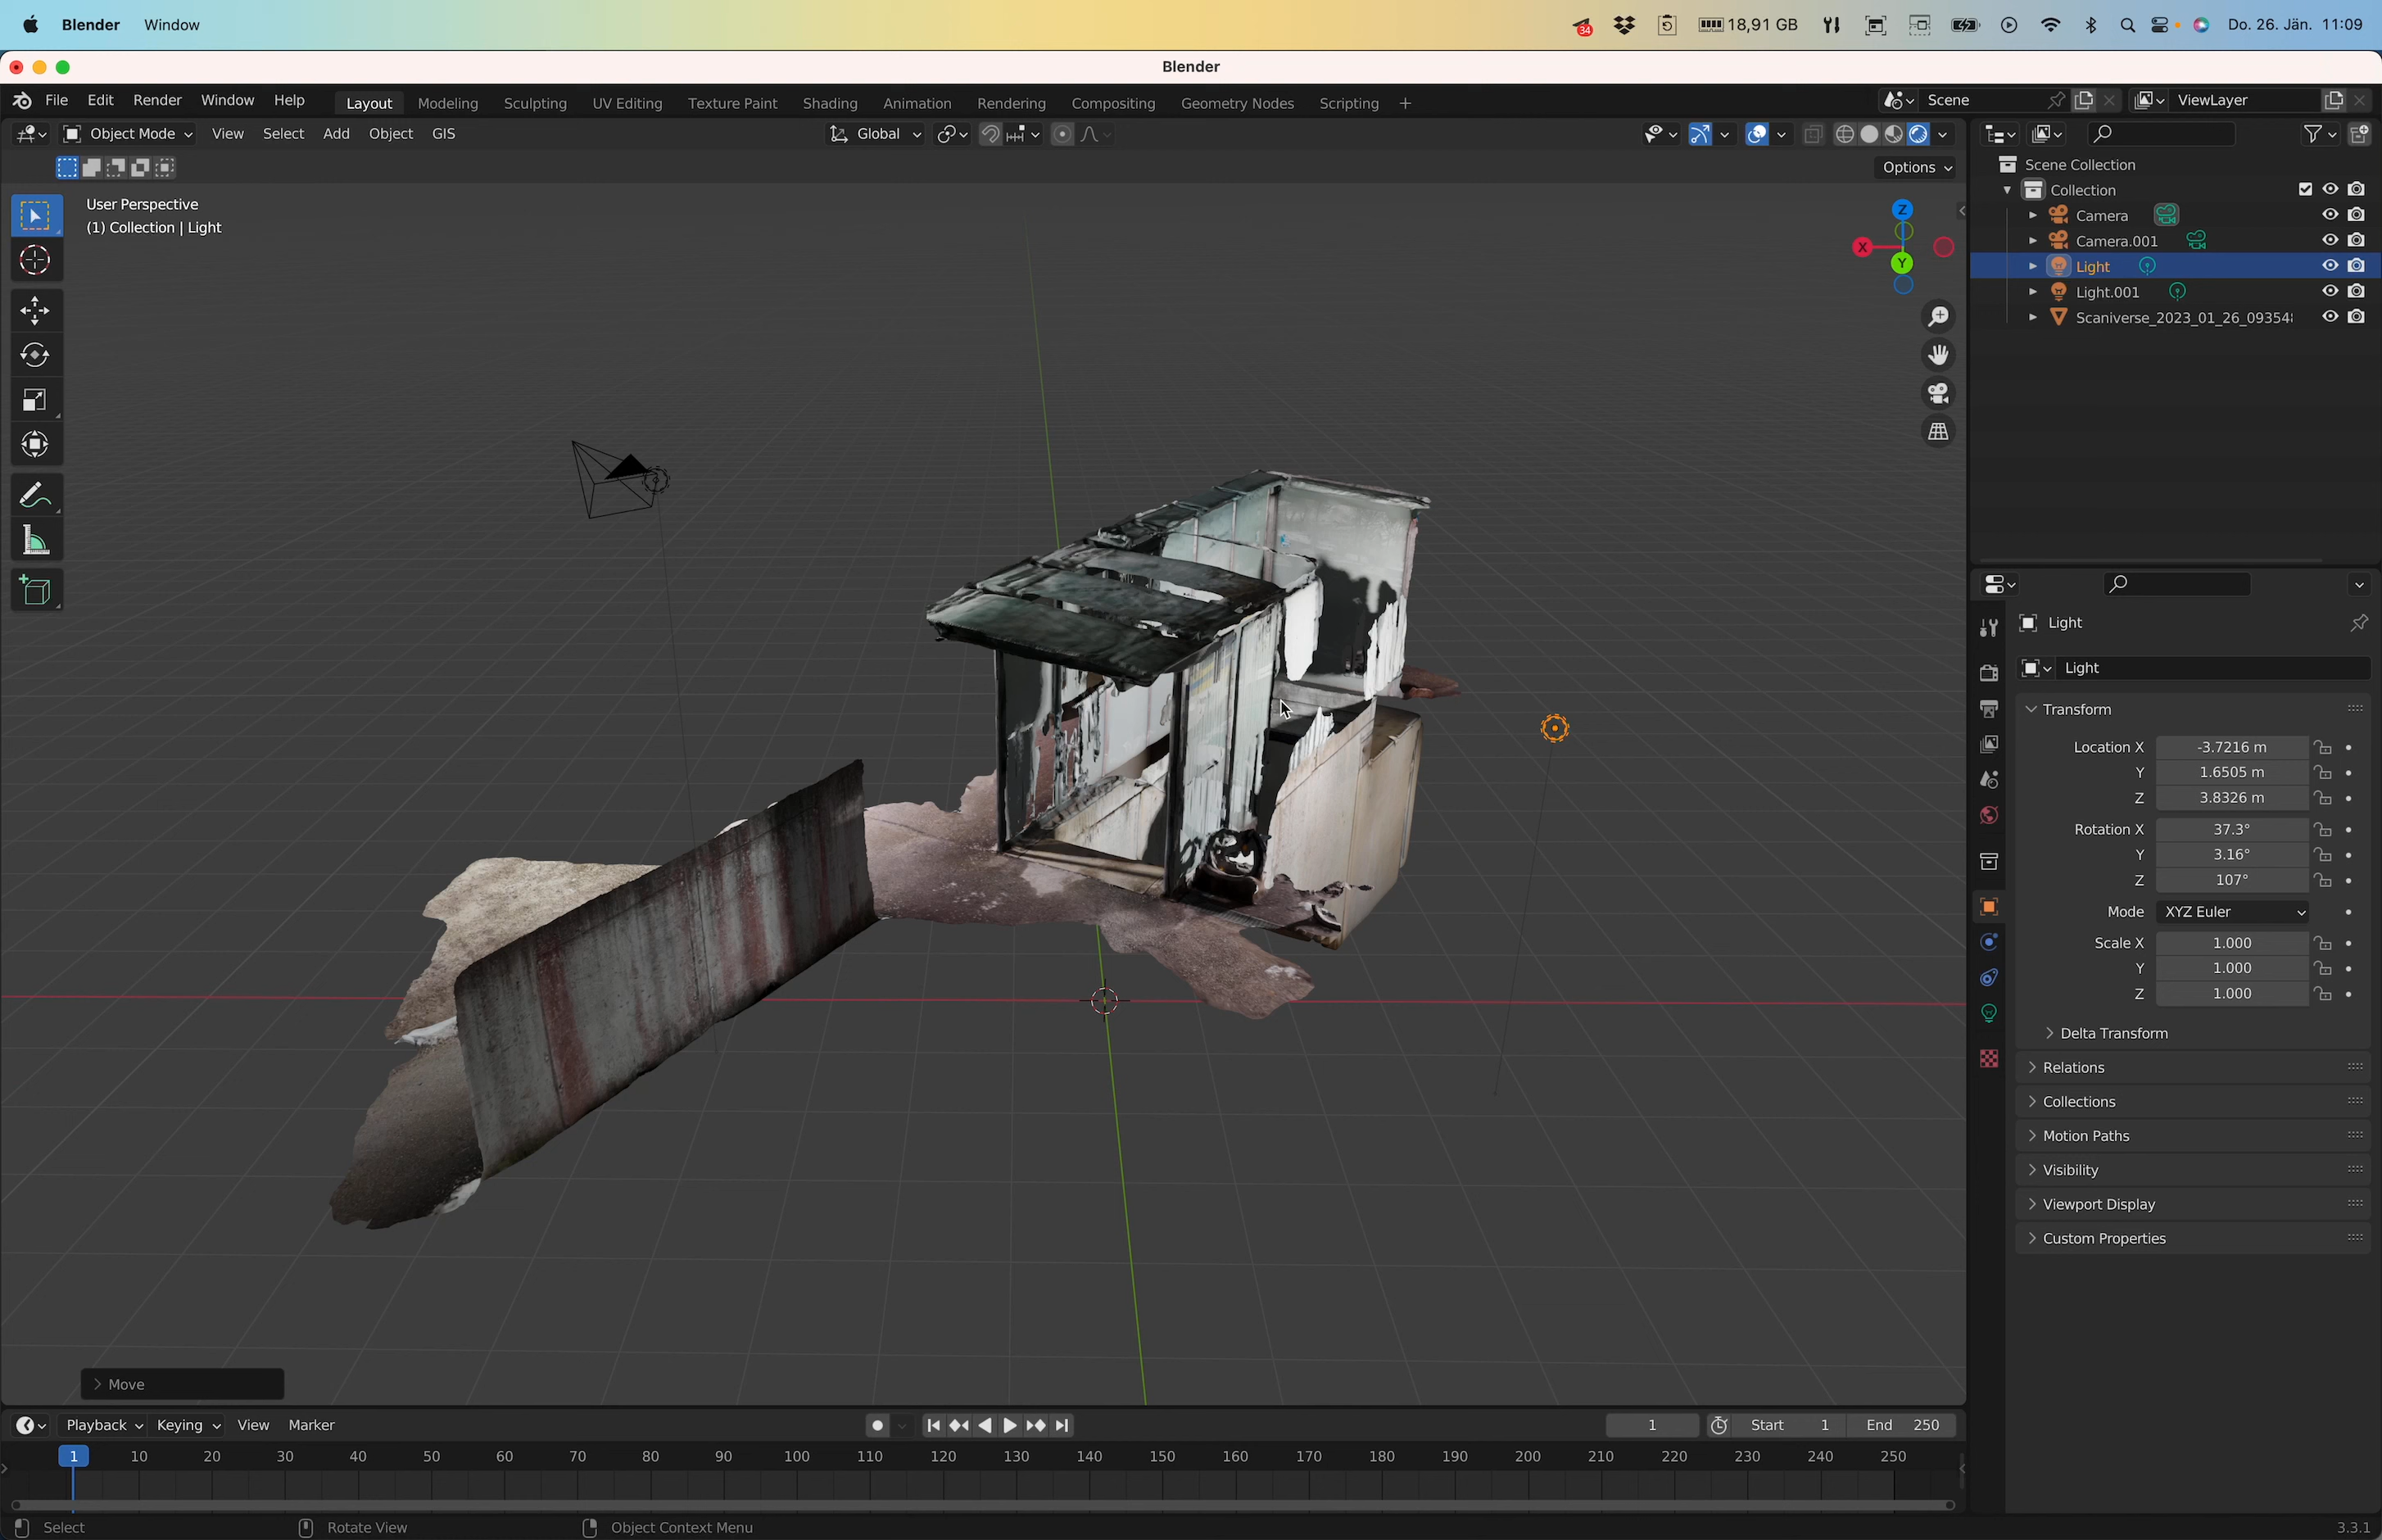 Blender Window 34 18,91 GB Do. 26. Jän. 11:09
Blender
File Edit Render Window Help Layout Modeling Sculpting UV Editing Texture Paint Shading Animation Rendering Compositing Geometry Nodes Scripting + Scene ViewLayer
Object Mode View Select Add Object GIS Global
Options
User Perspective
(1) Collection | Light
Z
X
Y
Scene Collection
Collection
Camera
Camera.001
Light
Light.001
Scaniverse_2023_01_26_093548
Light
Light
Transform
Location X -3.7216 m
Y 1.6505 m
Z 3.8326 m
Rotation X 37.3°
Y 3.16°
Z 107°
Mode XYZ Euler
Scale X 1.000
Y 1.000
Z 1.000
Delta Transform
Relations
Collections
Motion Paths
Visibility
Viewport Display
Custom Properties
Move
Playback Keying View Marker 1 Start 1 End 250
1 10 20 30 40 50 60 70 80 90 100 110 120 130 140 150 160 170 180 190 200 210 220 230 240 250
Select Rotate View Object Context Menu 3.3.1